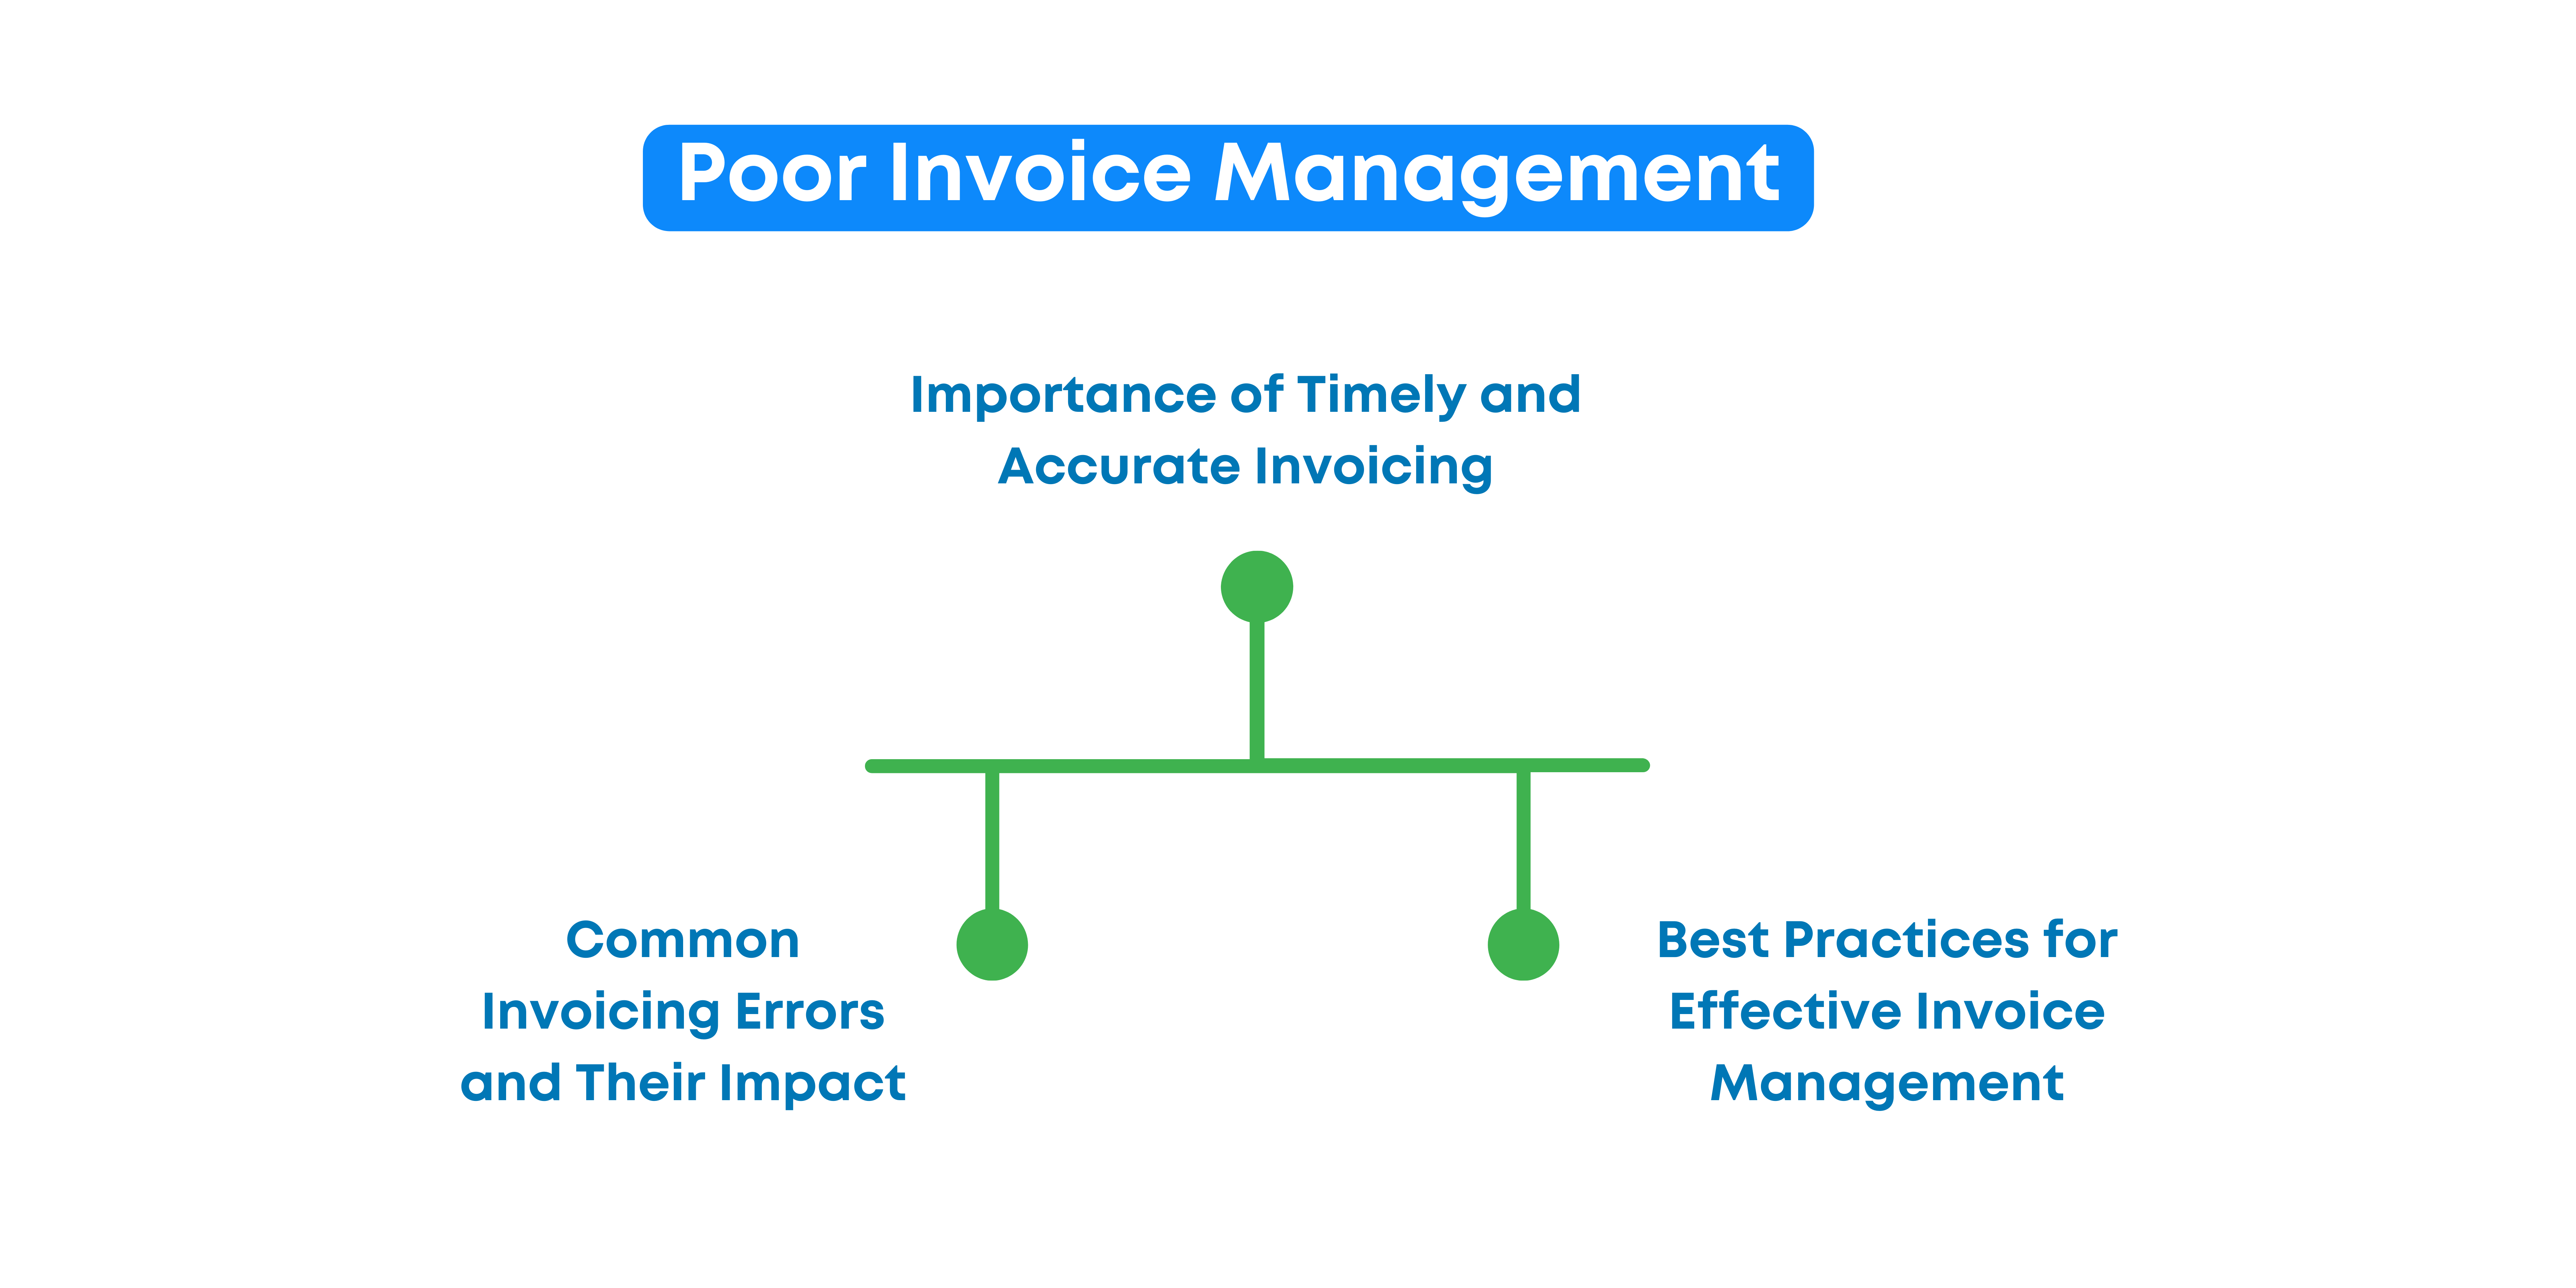 Poor Invoice Management
Importance of Timely and
Accurate Invoicing
Common
Invoicing Errors
and Their Impact
Best Practices for
Effective Invoice
Management